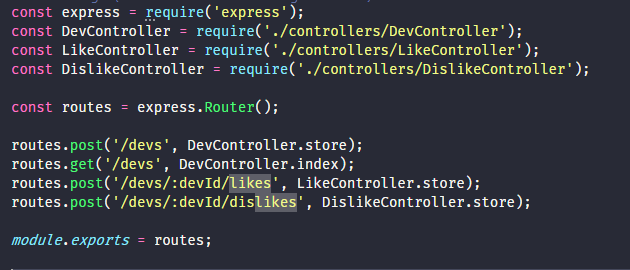 const express = require('express');
const DevController = require('./controllers/DevController');
const LikeController = require('./controllers/LikeController');
const DislikeController = require('./controllers/DislikeController');
const routes = express.Router();
routes.post('/devs', DevController.store);
routes.get('/devs', DevController.index);
routes.post('/devs/:devId/likes', LikeController.store);
routes.post('/devs/:devId/dislikes', DislikeController.store);
module.exports = routes;